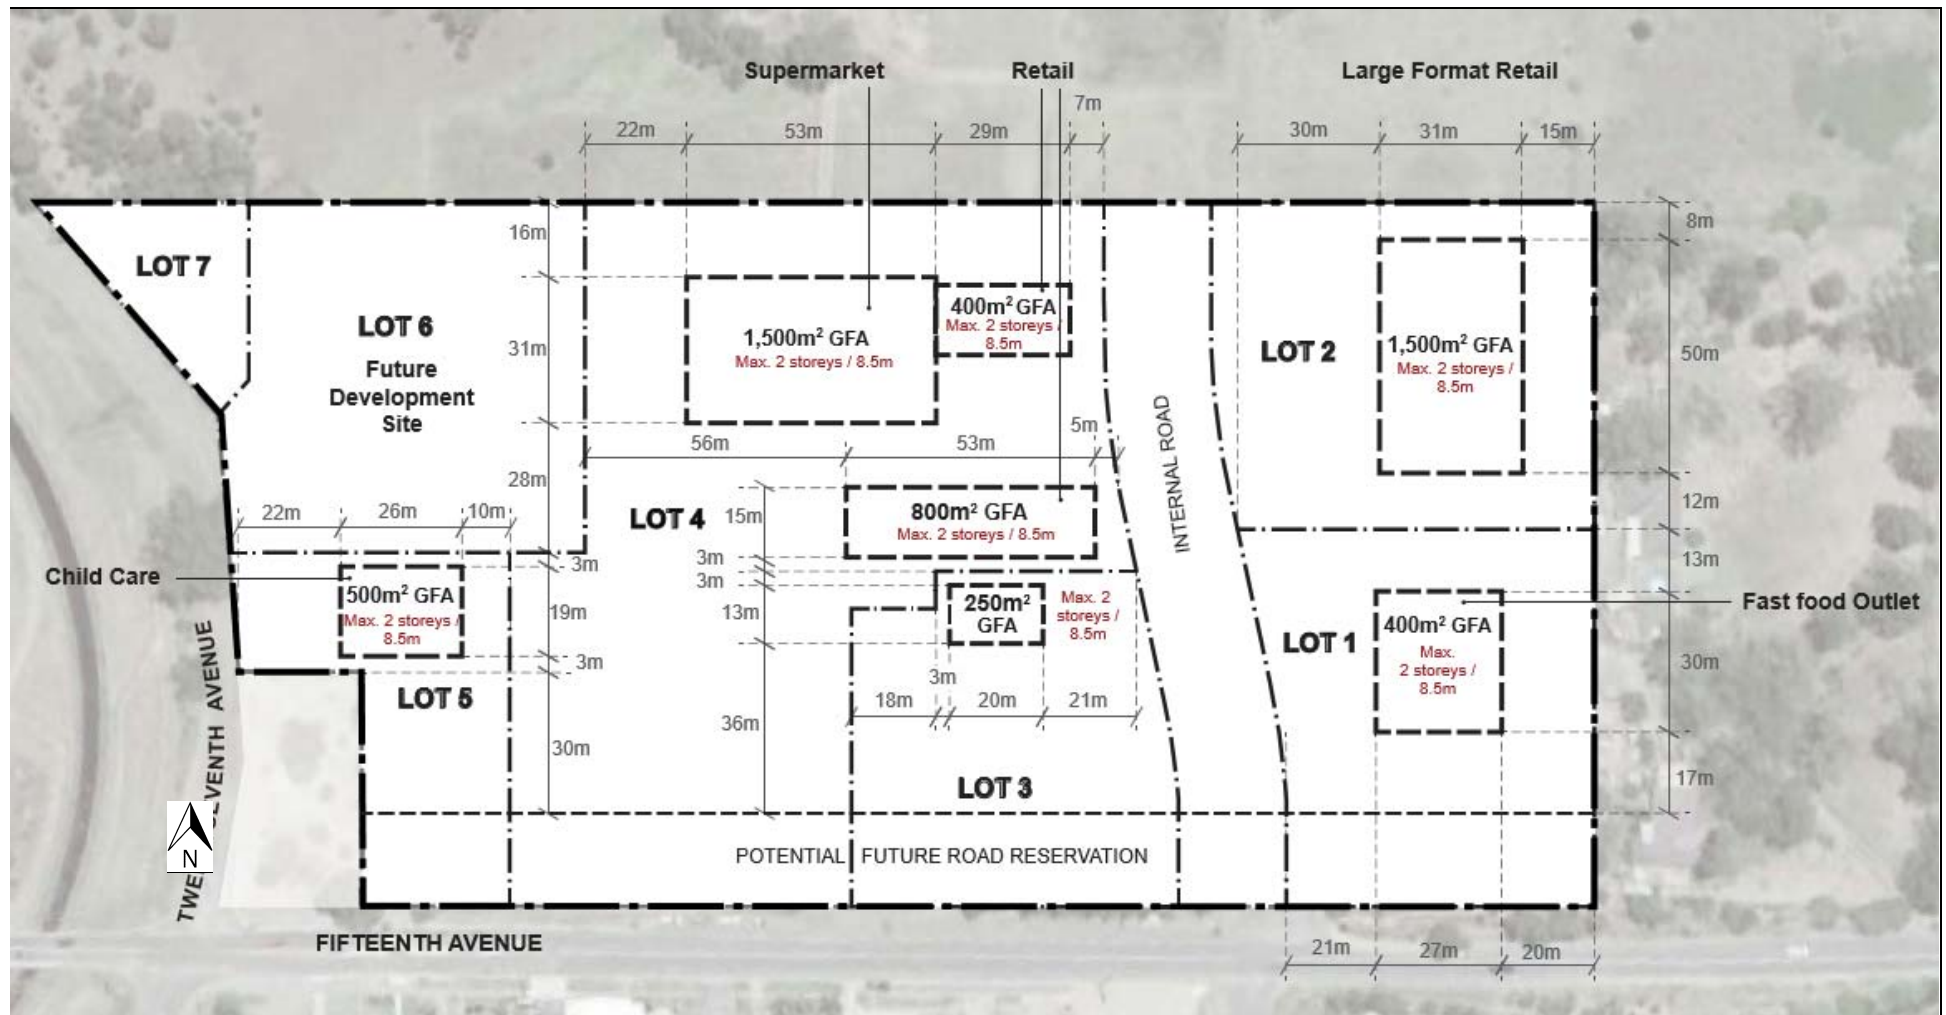 Supermarket
Retail
Large Format Retail
7m
22m
53m
29m
30m
31m
15m
16m
8m
LOT 7
LOT 6
Future
Development
Site
31m
1,500m² GFA
Max. 2 storeys / 8.5m
400m² GFA
Max. 2 storeys /
8.5m
LOT 2
1,500m² GFA
Max. 2 storeys /
8.5m
50m
5m
56m
53m
INTERNAL ROAD
28m
22m
26m
10m
LOT 4
15m
800m² GFA
Max. 2 storeys / 8.5m
12m
3m
3m
3m
13m
Child Care
500m² GFA
Max. 2 storeys /
8.5m
19m
13m
250m²
GFA
Max. 2
storeys /
8.5m
400m² GFA
Max.
2 storeys /
8.5m
Fast food Outlet
LOT 1
30m
3m
3m
LOT 5
18m
20m
21m
36m
30m
LOT 3
17m
POTENTIAL FUTURE ROAD RESERVATION
N
AVENUE
FIFTEENTH AVENUE
21m
27m
20m